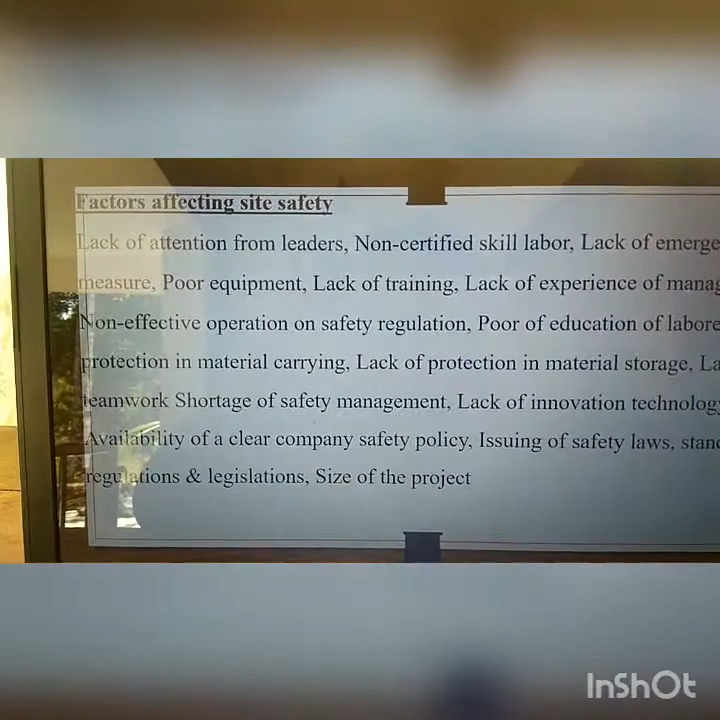 Factors affecting site safety
Lack of attention from leaders, Non-certified skill labor, Lack of
measure, Poor equipment, Lack of training, Lack of experience of
Non-effective operation on safety regulation, Poor of education of
protection in material carrying, Lack of protection in material storage,
teamwork Shortage of safety management, Lack of innovation
Availability of a clear company safety policy, Issuing of safety laws,
regulations & legislations, Size of the project
InShOt